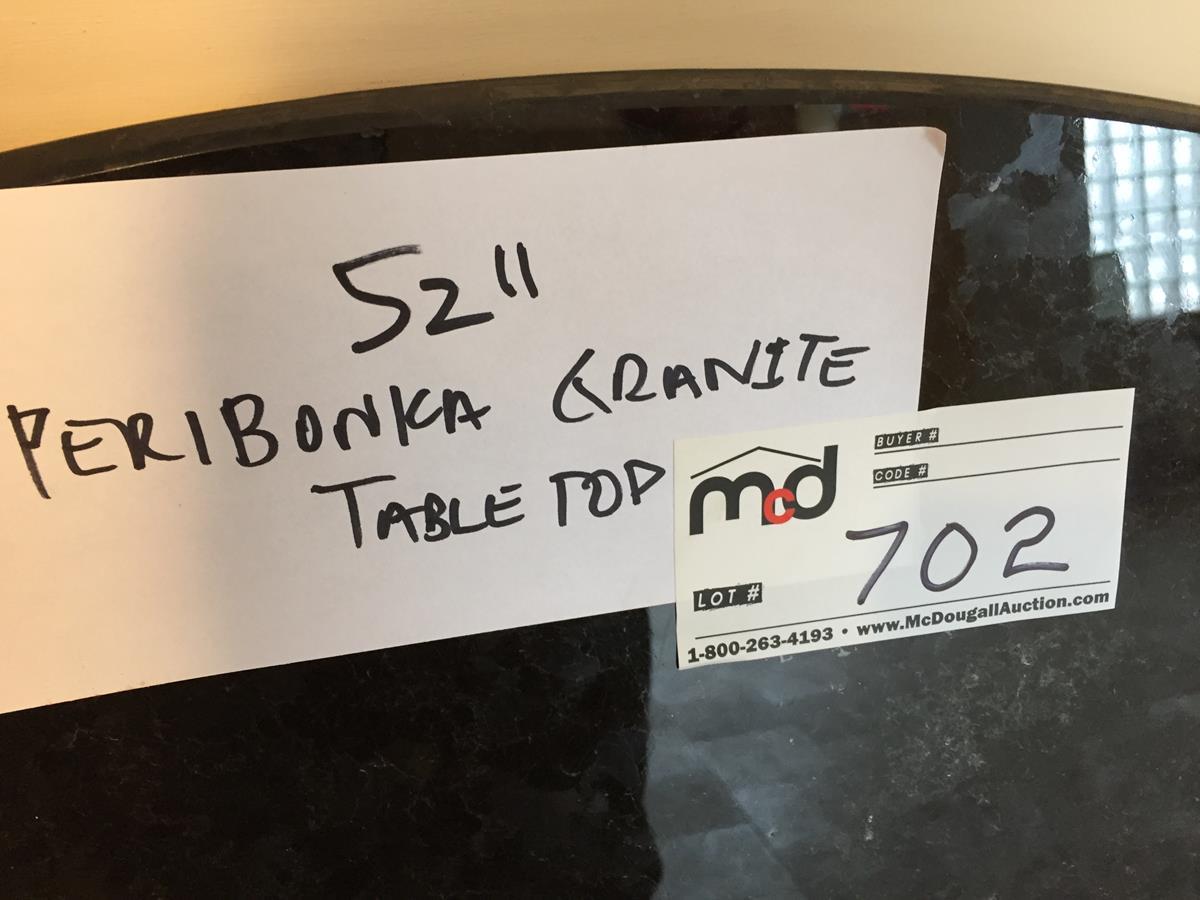 52"
PERIBONKA GRANITE
TABLE TOP
McD
BUYER #
CODE #
LOT #
702
1-800-263-4193 • www.McDougallAuction.com